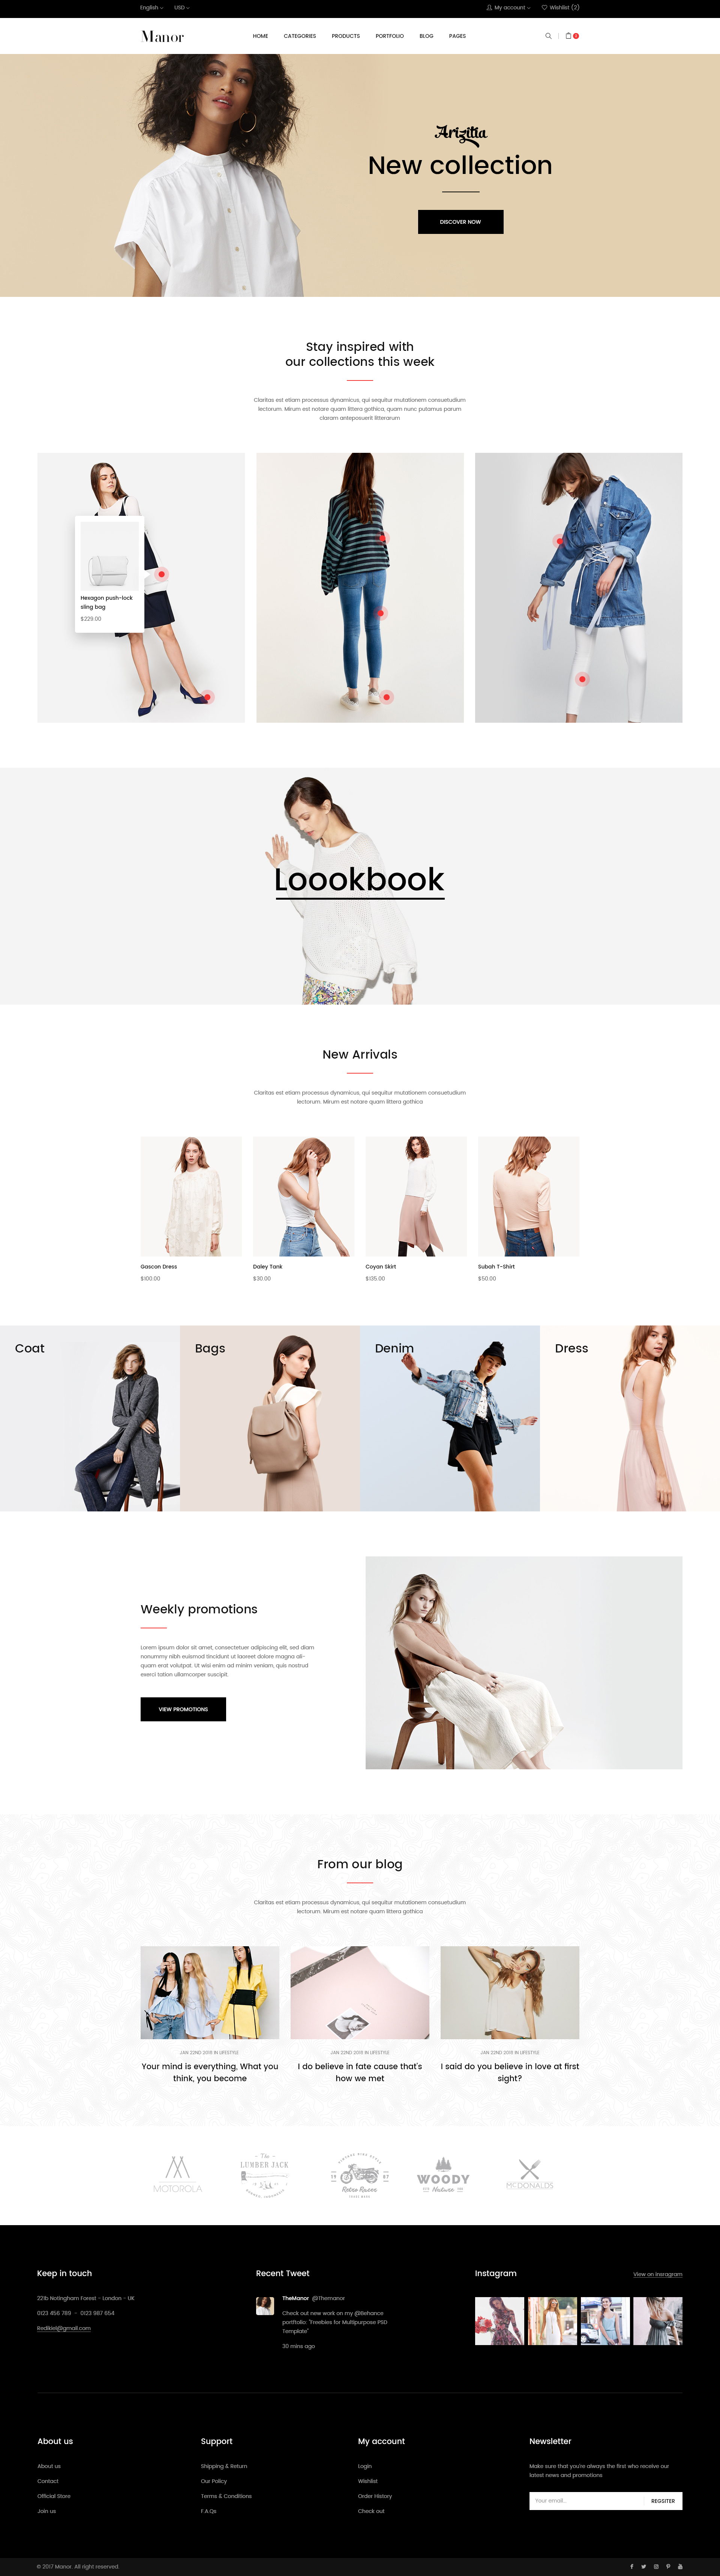 English
USD
My account
Wishlist (2)
Manor
HOME
CATEGORIES
PRODUCTS
PORTFOLIO
BLOG
PAGES
Arizitia
New collection
DISCOVER NOW
Stay inspired with
our collections this week
Claritas est etiam processus dynamicus, qui sequitur mutationem consuetudium
lectorum. Mirum est notare quam littera gothica, quam nunc putamus parum
claram anteposuerit litterarum
Hexagon push-lock
sling bag
$229.00
Loookbook
New Arrivals
Claritas est etiam processus dynamicus, qui sequitur mutationem consuetudium
lectorum. Mirum est notare quam littera gothica
Gascon Dress
$100.00
Daley Tank
$30.00
Coyan Skirt
$135.00
Subah T-Shirt
$50.00
Coat
Bags
Denim
Dress
Weekly promotions
Lorem ipsum dolor sit amet, consectetuer adipiscing elit, sed diam
nonummy nibh euismod tincidunt ut laoreet dolore magna ali-
quam erat volutpat. Ut wisi enim ad minim veniam, quis nostrud
exerci tation ullamcorper suscipit
VIEW PROMOTIONS
From our blog
Claritas est etiam processus dynamicus, qui sequitur mutationem consuetudium
lectorum. Mirum est notare quam littera gothica
JAN 22ND 2018 IN LIFESTYLE
Your mind is everything, What you
think, you become
JAN 22ND 2018 IN LIFESTYLE
I do believe in fate cause that's
how we met
JAN 22ND 2018 IN LIFESTYLE
I said do you believe in love at first
sight?
MOTOROLA
The
LUMBER JACK
Retro Racer
WOODY
Nature
MCDONALDS
Keep in touch
221b Notingham Forest - London - UK
0123 456 789 - 0123 987 654
Redikiel@gmail.com
Recent Tweet
TheManor @Themanor
Check out new work on my @Behance
portfolio: "Freebies for Multipurpose PSD
Template"
30 mins ago
Instagram
View on Insragram
About us
About us
Contact
Official Store
Join us
Support
Shipping & Return
Our Policy
Terms & Conditions
F.A.Qs
My account
Login
Wishlist
Order History
Check out
Newsletter
Make sure that you're always the first who receive our
latest news and promotions
Your email...
REGSITER
© 2017 Manor. All right reserved.